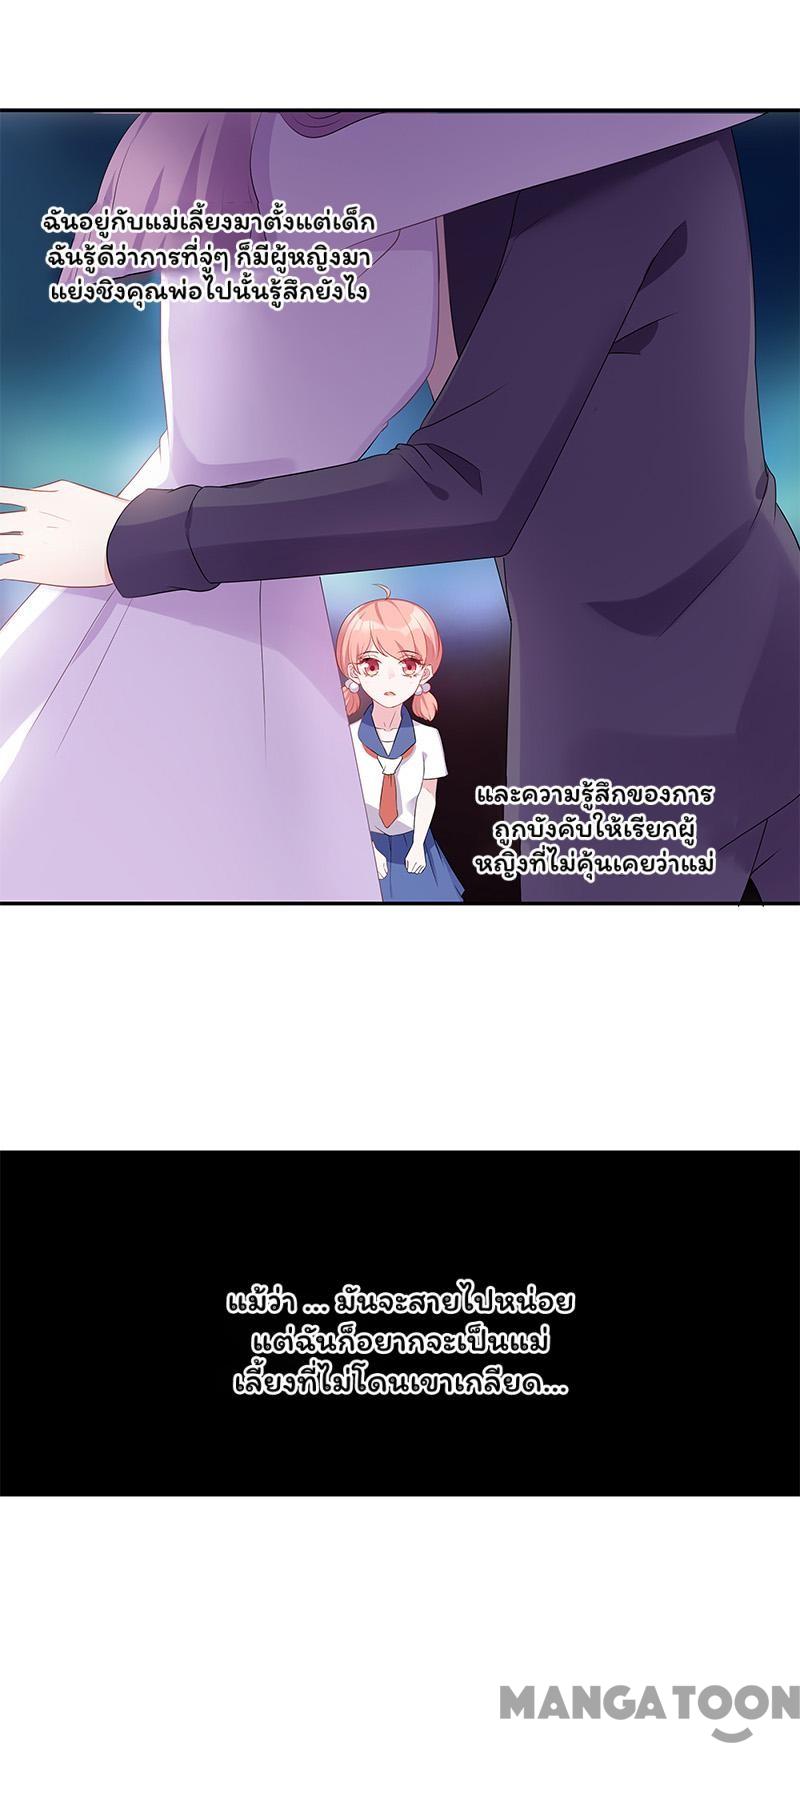 ฉันอยู่กับแม่เลี้ยงมาตั้งแต่เด็ก
ฉันรู้ดีว่าการที่จู่ๆ ก็มีผู้หญิงมา
แย่งชิงคุณพ่อไปนั้นรู้สึกยังไง
และความรู้สึกของการ
ถูกบังคับให้เรียกผู้
หญิงที่ไม่คุ้นเคยว่าแม่
แม้ว่า ... มันจะสายไปหน่อย
แต่ฉันก็อยากจะเป็นแม่
เลี้ยงที่ไม่โดนเขาเกลียด...
MANGATOON